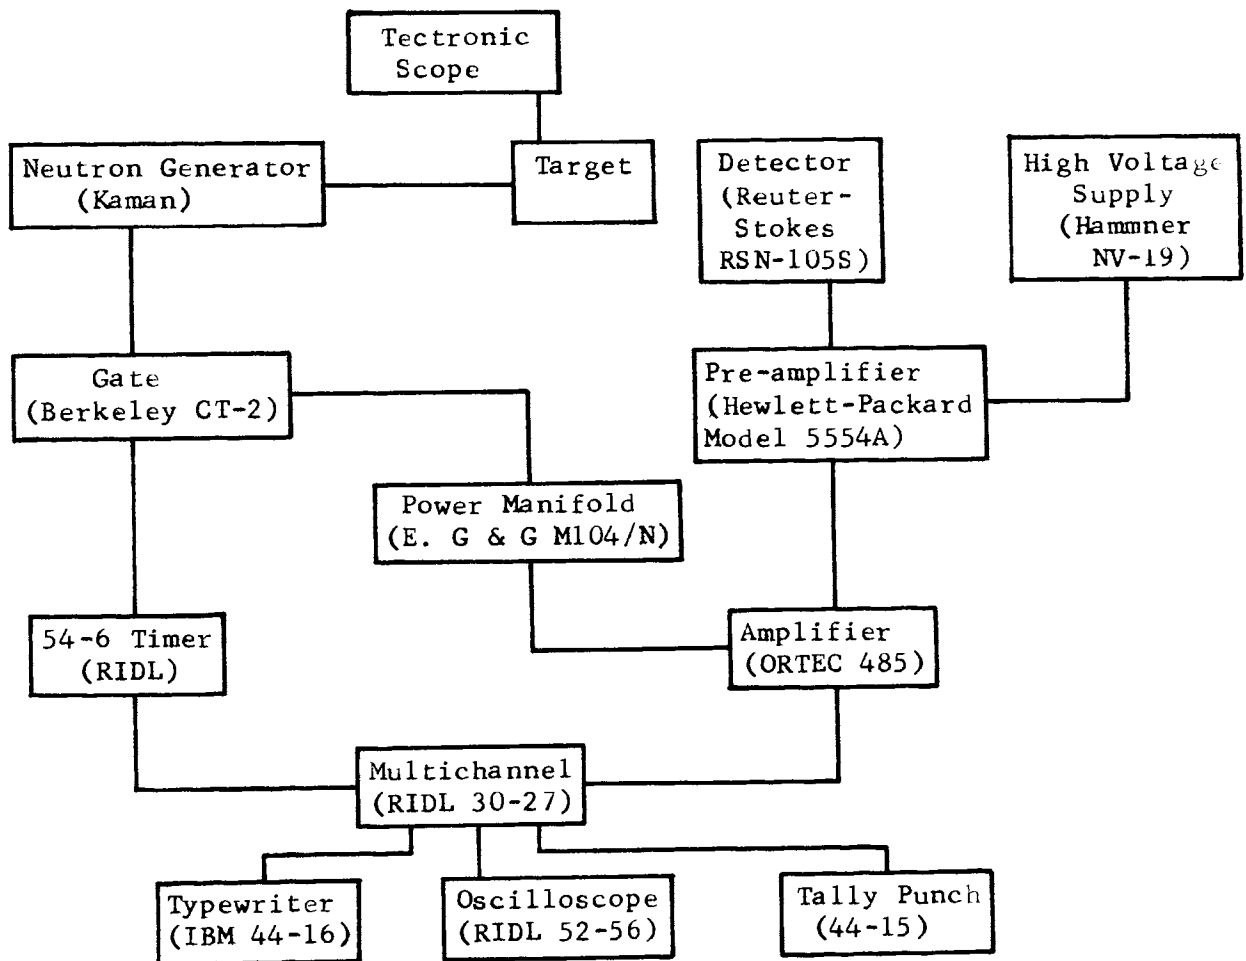 Tectronic
Scope
Neutron Generator
(Kaman)
Target
Detector
(Reuter-
Stokes
RSN-105S)
High Voltage
Supply
(Hammner
NV-19)
Gate
(Berkeley CT-2)
Pre-amplifier
(Hewlett-Packard
Model 5554A)
Power Manifold
(E. G & G M104/N)
54-6 Timer
(RIDL)
Amplifier
(ORTEC 485)
Multichannel
(RIDL 30-27)
Typewriter
(IBM 44-16)
Oscilloscope
(RIDL 52-56)
Tally Punch
(44-15)